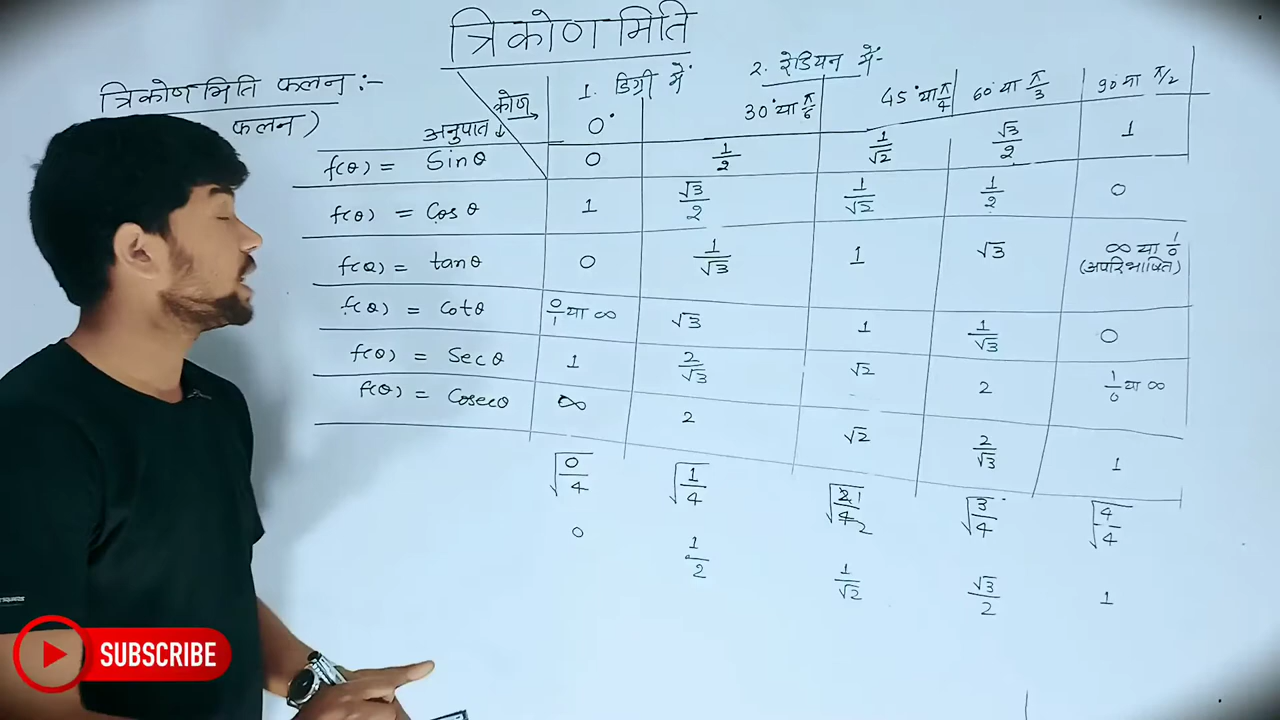 त्रिकोणमिति
त्रिकोणमिति फलन :-
फलन )
कोण→ 1. डिग्री में 2. रेडियन में-
अनुपात↓ 0° 30° या π/6 45° या π/4 60° या π/3 90° या π/2
f(θ) = Sinθ 0 1/2 1/√2 √3/2 1
f(θ) = Cosθ 1 √3/2 1/√2 1/2 0
f(θ) = tanθ 0 1/√3 1 √3 ∞ या 1/0
(अपरिभाषित)
f(θ) = Cotθ 0/1 या ∞ √3 1 1/√3 0
f(θ) = Secθ 1 2/√3 √2 2 1/0 या ∞
f(θ) = Cosecθ ∞ 2 √2 2/√3 1
√0/4 √1/4 √2/4 1/2 √3/4 √4/4
0 1/2 1/√2 √3/2 1
SUBSCRIBE